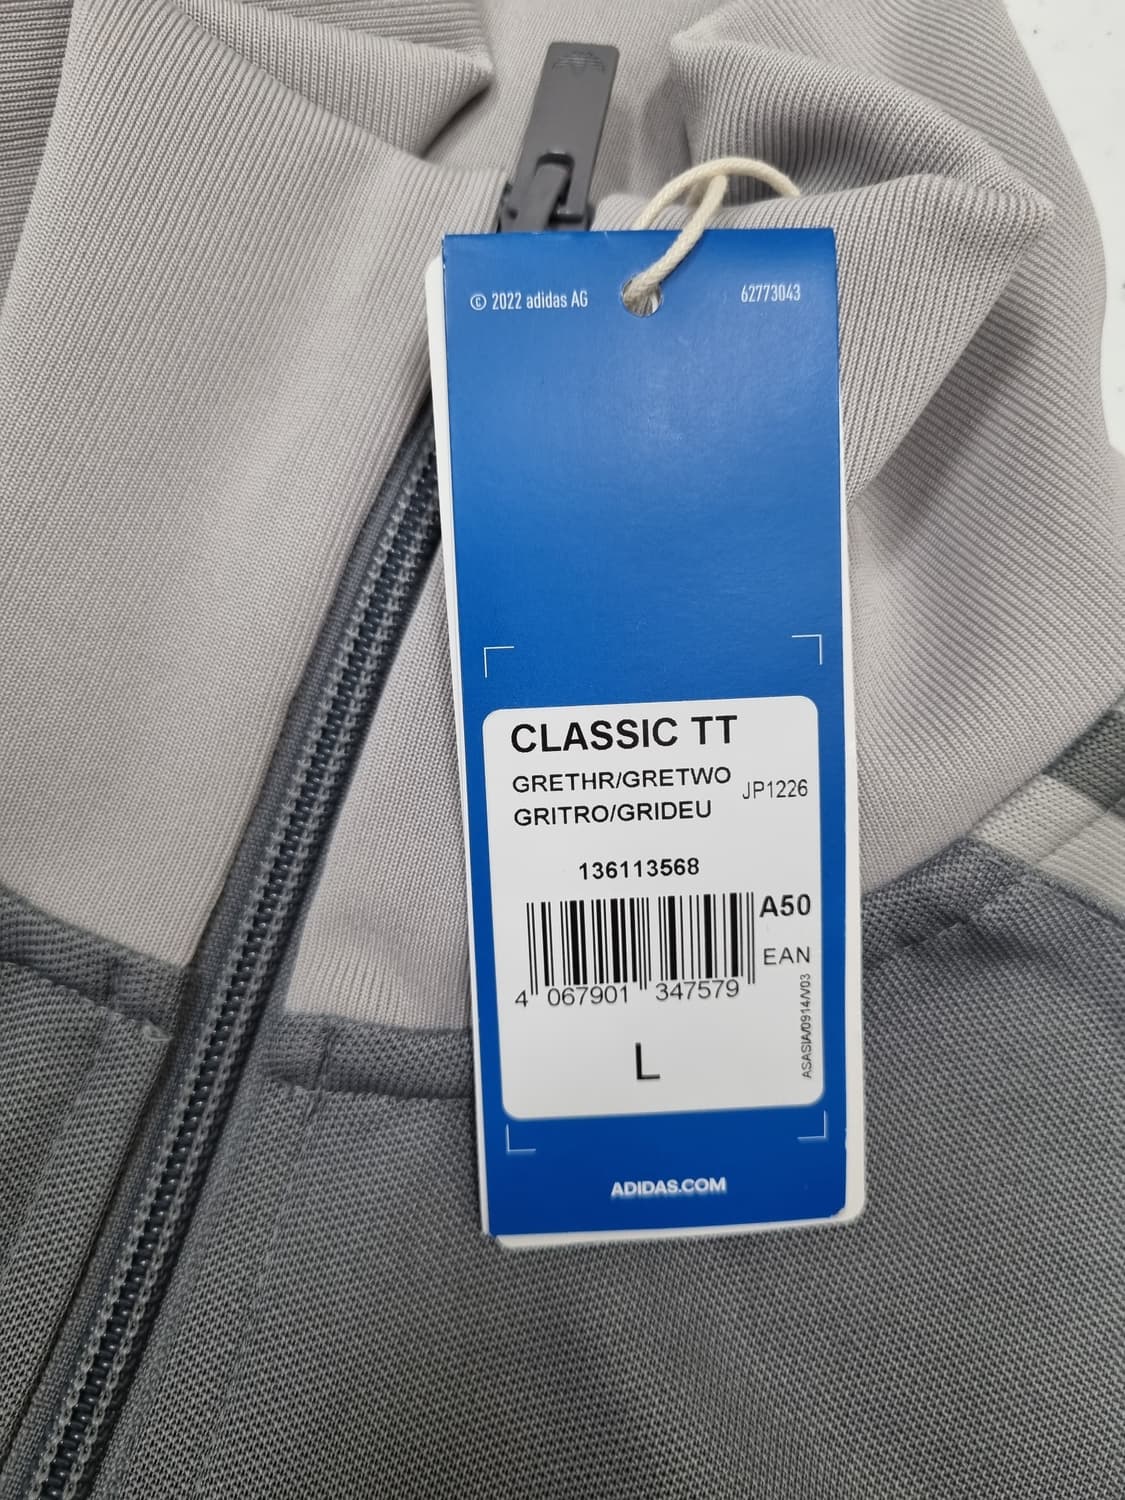 © 2022 adidas AG
62773043
CLASSIC TT
GRETHR/GRETWO
JP1226
GRITRO/GRIDEU
136113568
A50
EAN
4 067901 347579
ASASIA/0914/V03
L
ADIDAS.COM